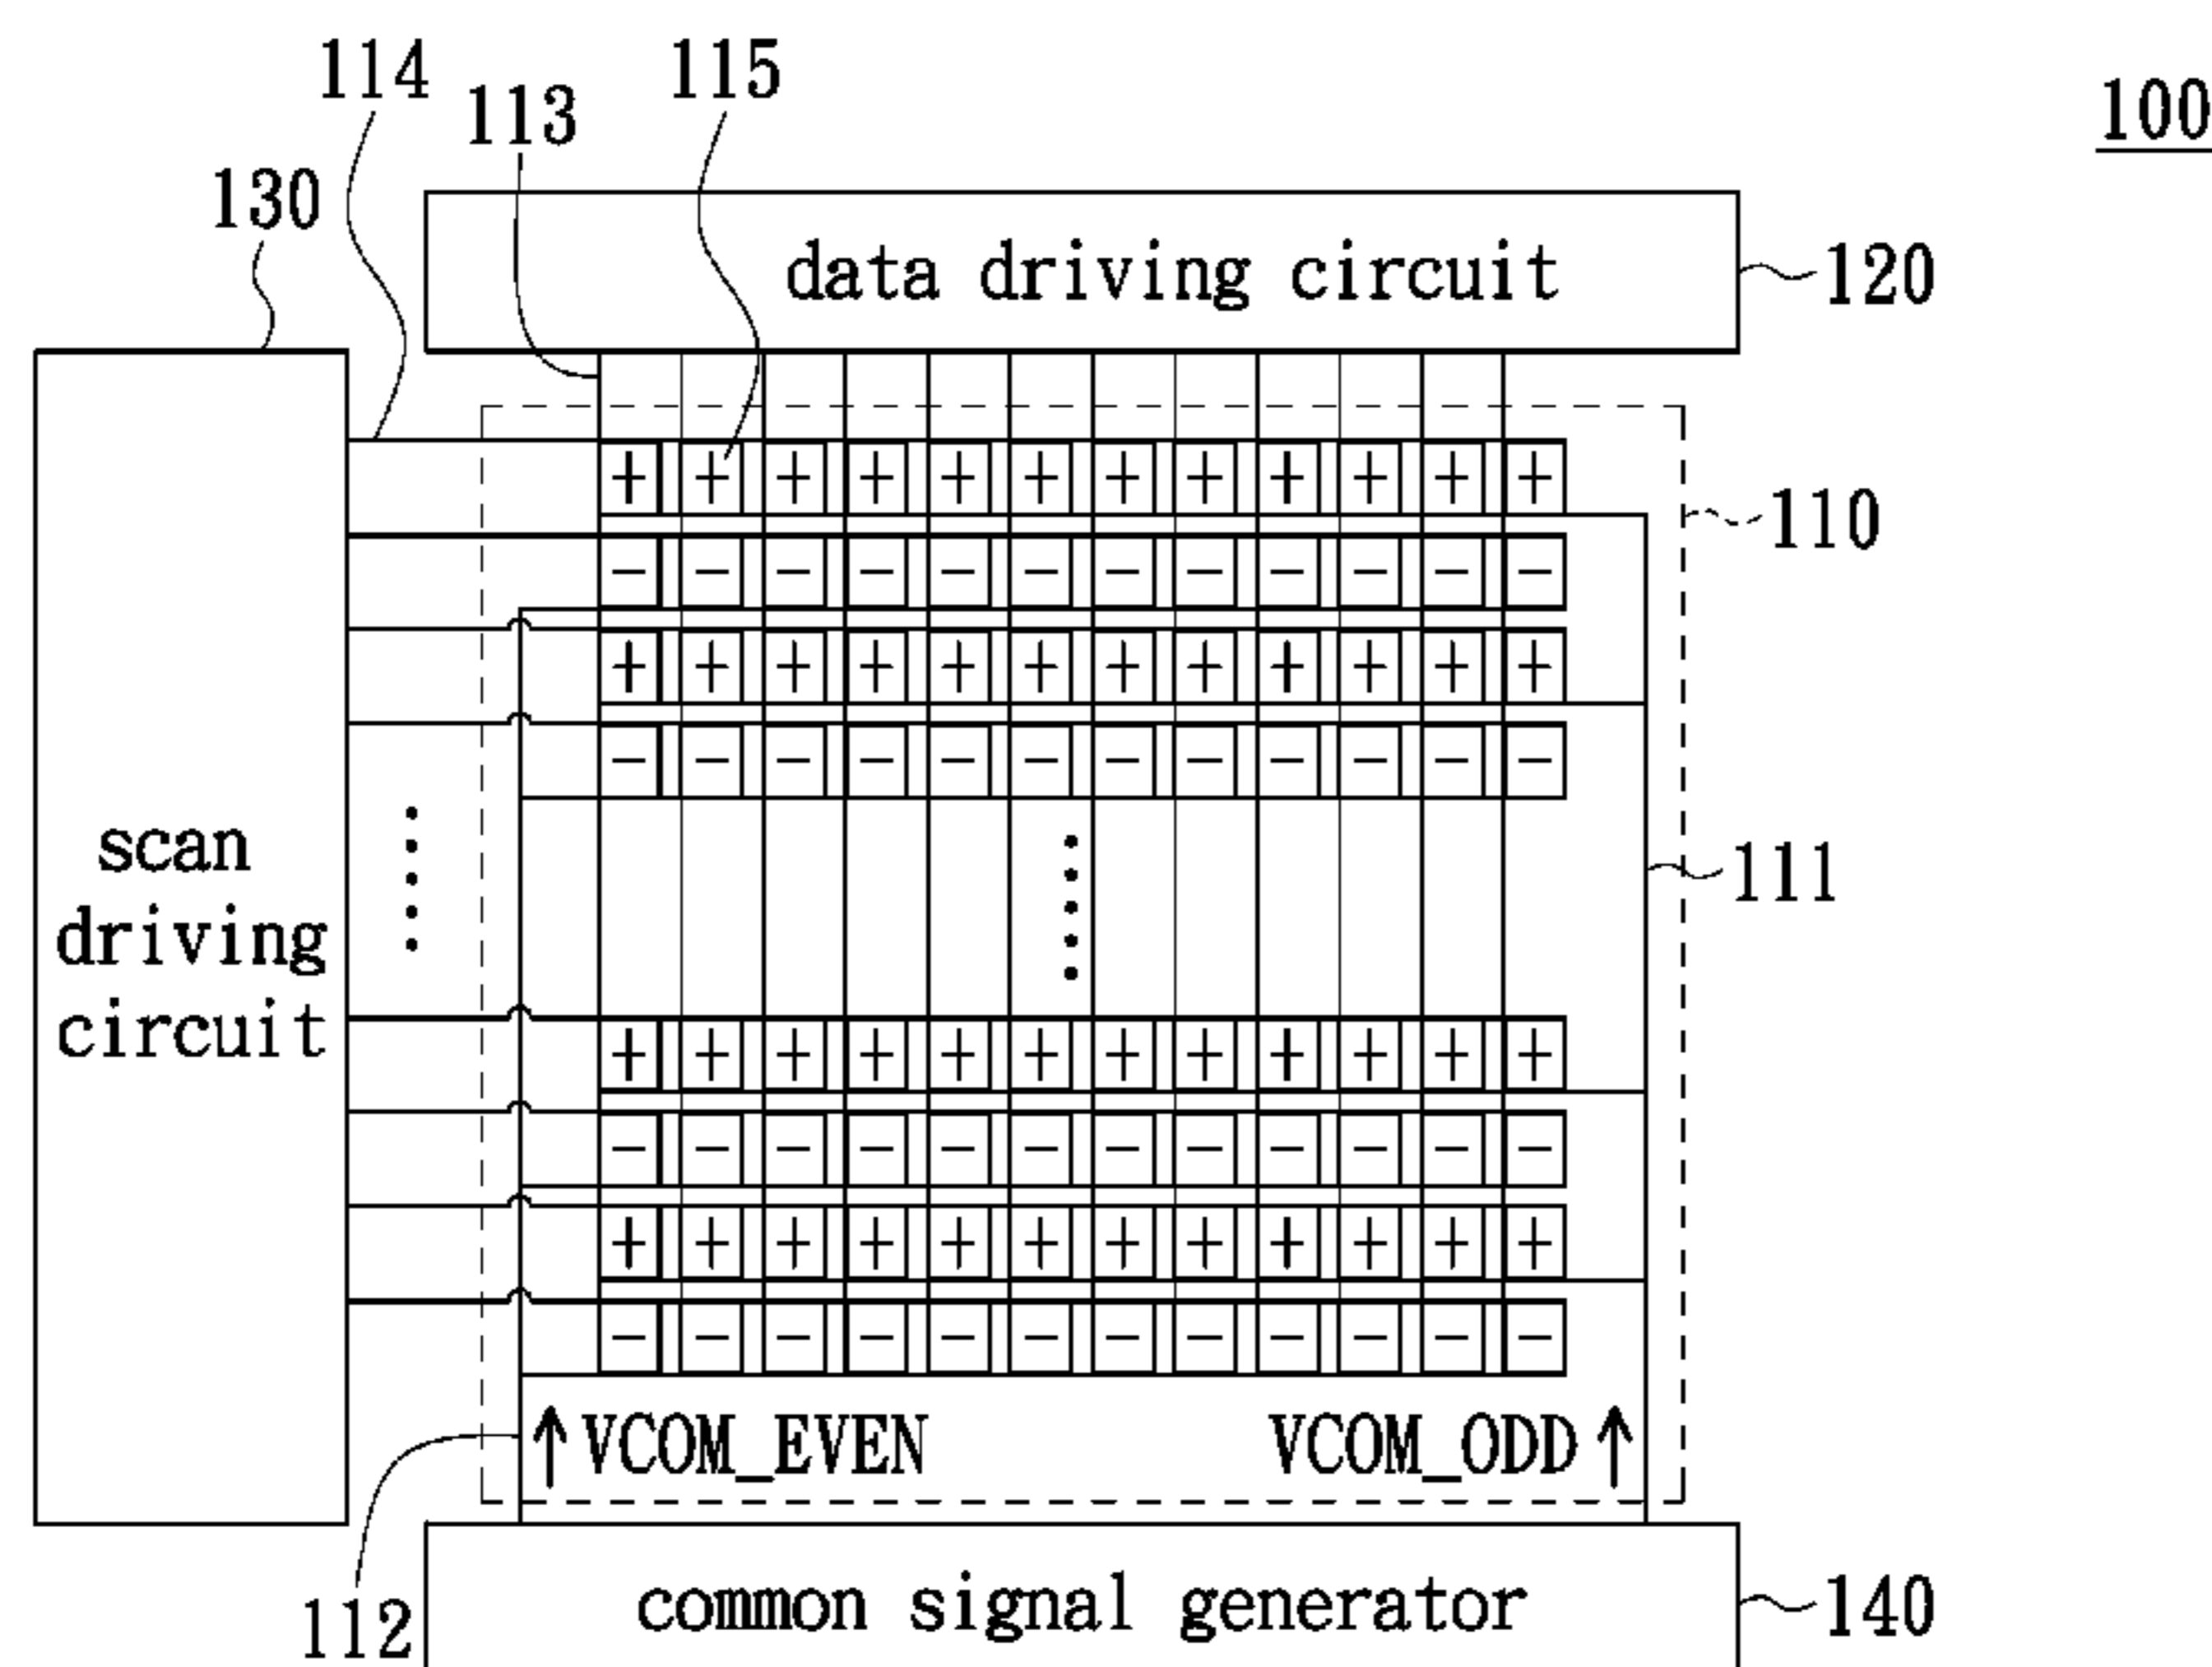 114
115
100
113
130
data driving circuit
120
+ + + + + + + + + + + +
110
- - - - - - - - - - - -
+ + + + + + + + + + + +
- - - - - - - - - - - -
scan
driving
circuit
111
+ + + + + + + + + + + +
- - - - - - - - - - - -
+ + + + + + + + + + + +
- - - - - - - - - - - -
VCOM_EVEN
VCOM_ODD
112
common signal generator
140